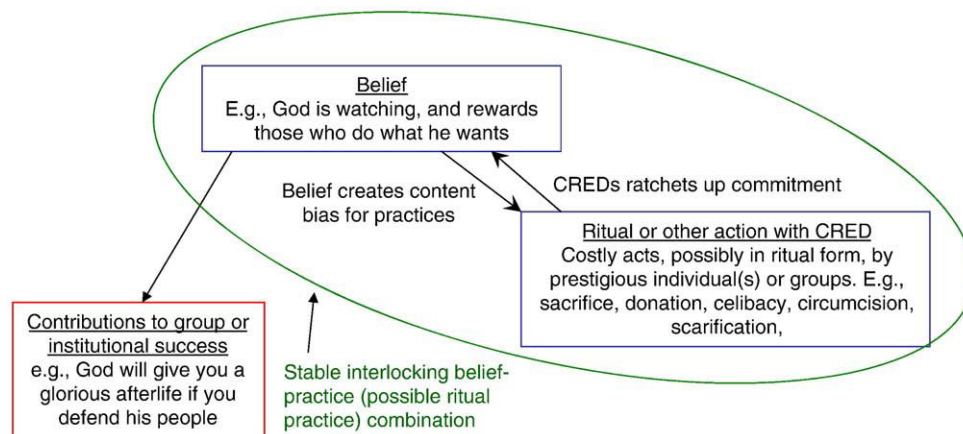 Belief
E.g., God is watching, and rewards
those who do what he wants
Belief creates content
bias for practices
CREDs ratchets up commitment
Ritual or other action with CRED
Costly acts, possibly in ritual form, by
prestigious individual(s) or groups. E.g.,
sacrifice, donation, celibacy, circumcision,
scarification,
Contributions to group or
institutional success
e.g., God will give you a
glorious afterlife if you
defend his people
Stable interlocking belief-
practice (possible ritual
practice) combination